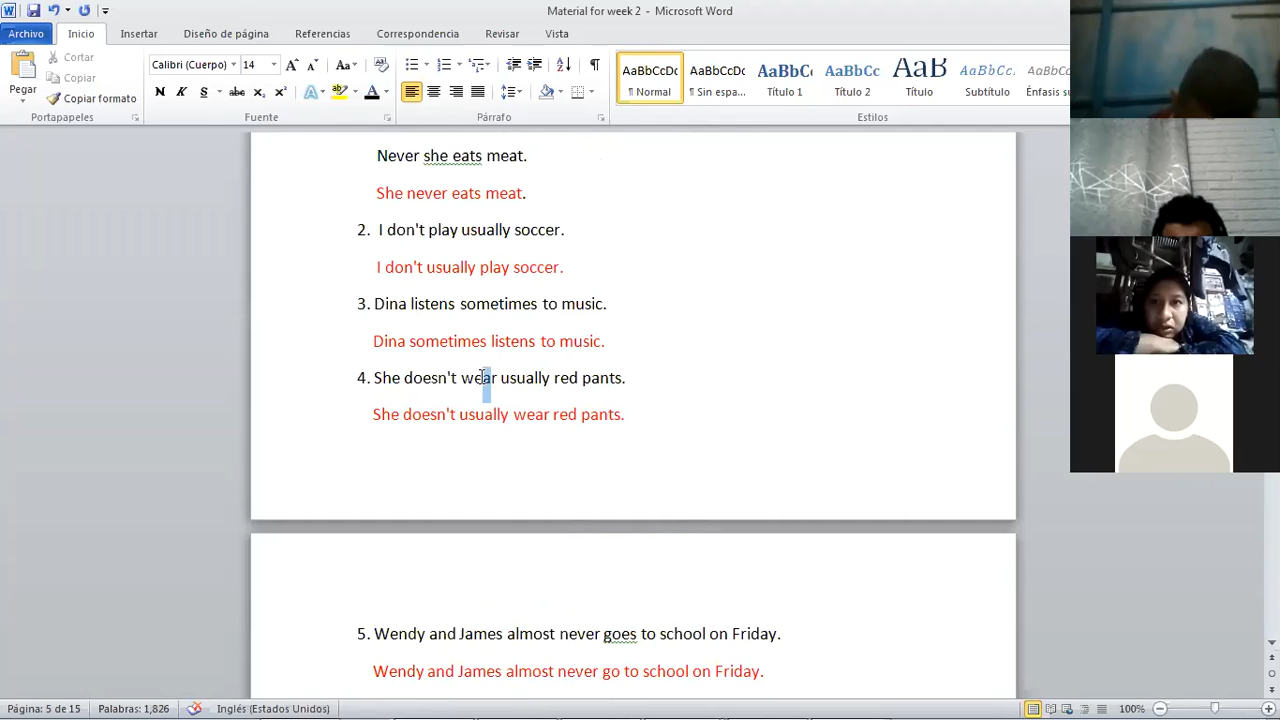 Material for week 2 - Microsoft Word
Archivo Inicio Insertar Diseño de página Referencias Correspondencia Revisar Vista
Cortar
Copiar
Copiar formato
Pegar
Portapapeles
Calibri (Cuerpo) 14
Fuente
Párrafo
AaBbCcDc AaBbCcDc AaBbC AaBbCc AaB AaBbCc. AaBbCcDc
¶ Normal ¶ Sin espa... Título 1 Título 2 Título Subtítulo Énfasis su
Estilos
Never she eats meat.
She never eats meat.
2. I don't play usually soccer.
I don't usually play soccer.
3. Dina listens sometimes to music.
Dina sometimes listens to music.
4. She doesn't wear usually red pants.
She doesn't usually wear red pants.
5. Wendy and James almost never goes to school on Friday.
Wendy and James almost never go to school on Friday.
Página: 5 de 15 Palabras: 1,826 Inglés (Estados Unidos) 100%